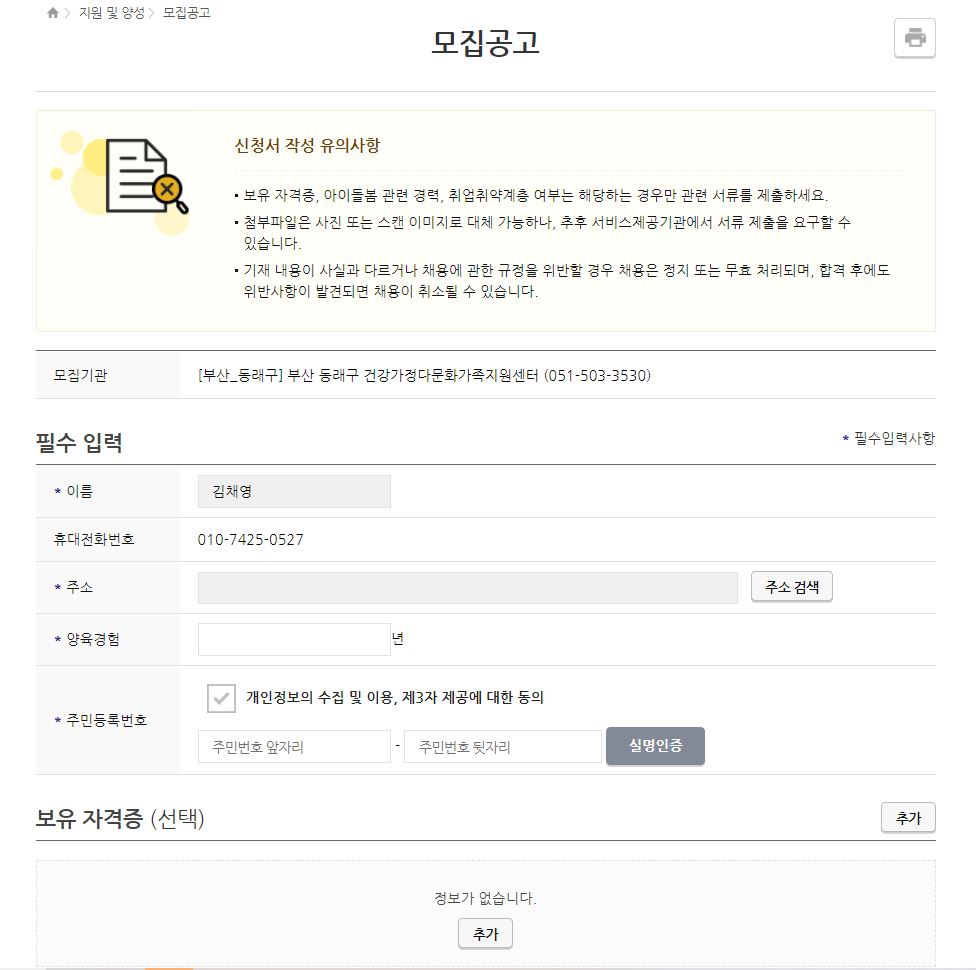 지원 및 양성 > 모집공고
모집공고
신청서 작성 유의사항
• 보유 자격증, 아이돌봄 관련 경력, 취업취약계층 여부는 해당하는 경우만 관련 서류를 제출하세요.
• 첨부파일은 사진 또는 스캔 이미지로 대체 가능하나, 추후 서비스제공기관에서 서류 제출을 요구할 수
있습니다.
• 기재 내용이 사실과 다르거나 채용에 관한 규정을 위반할 경우 채용은 정지 또는 무효 처리되며, 합격 후에도
위반사항이 발견되면 채용이 취소될 수 있습니다.
모집기관 [부산_동래구] 부산 동래구 건강가정다문화가족지원센터 (051-503-3530)
필수 입력 * 필수입력사항
* 이름 김채영
휴대전화번호 010-7425-0527
* 주소 주소 검색
* 양육경험 년
* 주민등록번호 개인정보의 수집 및 이용, 제3자 제공에 대한 동의
주민번호 앞자리 - 주민번호 뒷자리 실명인증
보유 자격증 (선택) 추가
정보가 없습니다.
추가